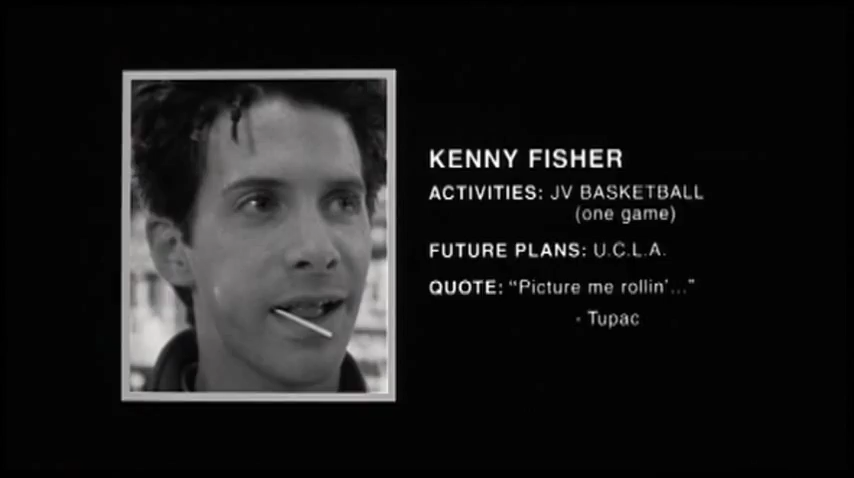 KENNY FISHER
ACTIVITIES: JV BASKETBALL
(one game)
FUTURE PLANS: U.C.L.A.
QUOTE: “Picture me rollin’...”
- Tupac